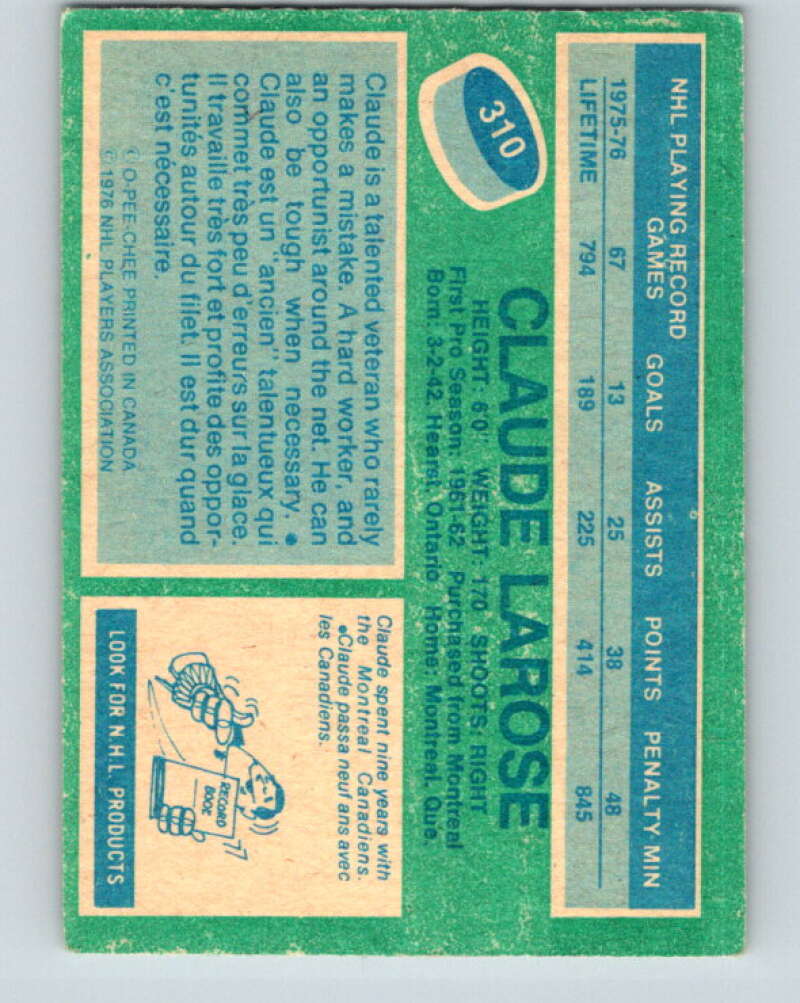 NHL PLAYING RECORD
GAMES GOALS ASSISTS POINTS PENALTY MIN
1975-76 67 13 25 38 48
LIFETIME 794 189 225 414 845
310
CLAUDE LAROSE
HEIGHT: 6'0" WEIGHT: 170 SHOOTS: RIGHT
First Pro Season: 1961-62 Purchased from Montreal
Born: 3-2-42. Hearst, Ontario Home: Montreal, Que.
Claude is a talented veteran who rarely
makes a mistake. A hard worker, and
an opportunist around the net. He can
also be tough when necessary. •
Claude est un "ancien" talentueux qui
commet très peu d'erreurs sur la glace.
Il travaille très fort et profite des oppor-
tunités autour du filet. Il est dur quand
c'est nécessaire.
© O-PEE-CHEE PRINTED IN CANADA
© 1976 NHL PLAYERS ASSOCIATION
Claude spent nine years with
the Montreal Canadiens.
•Claude passa neuf ans avec
les Canadiens.
RECORD
BOOK
LOOK FOR N.H.L. PRODUCTS